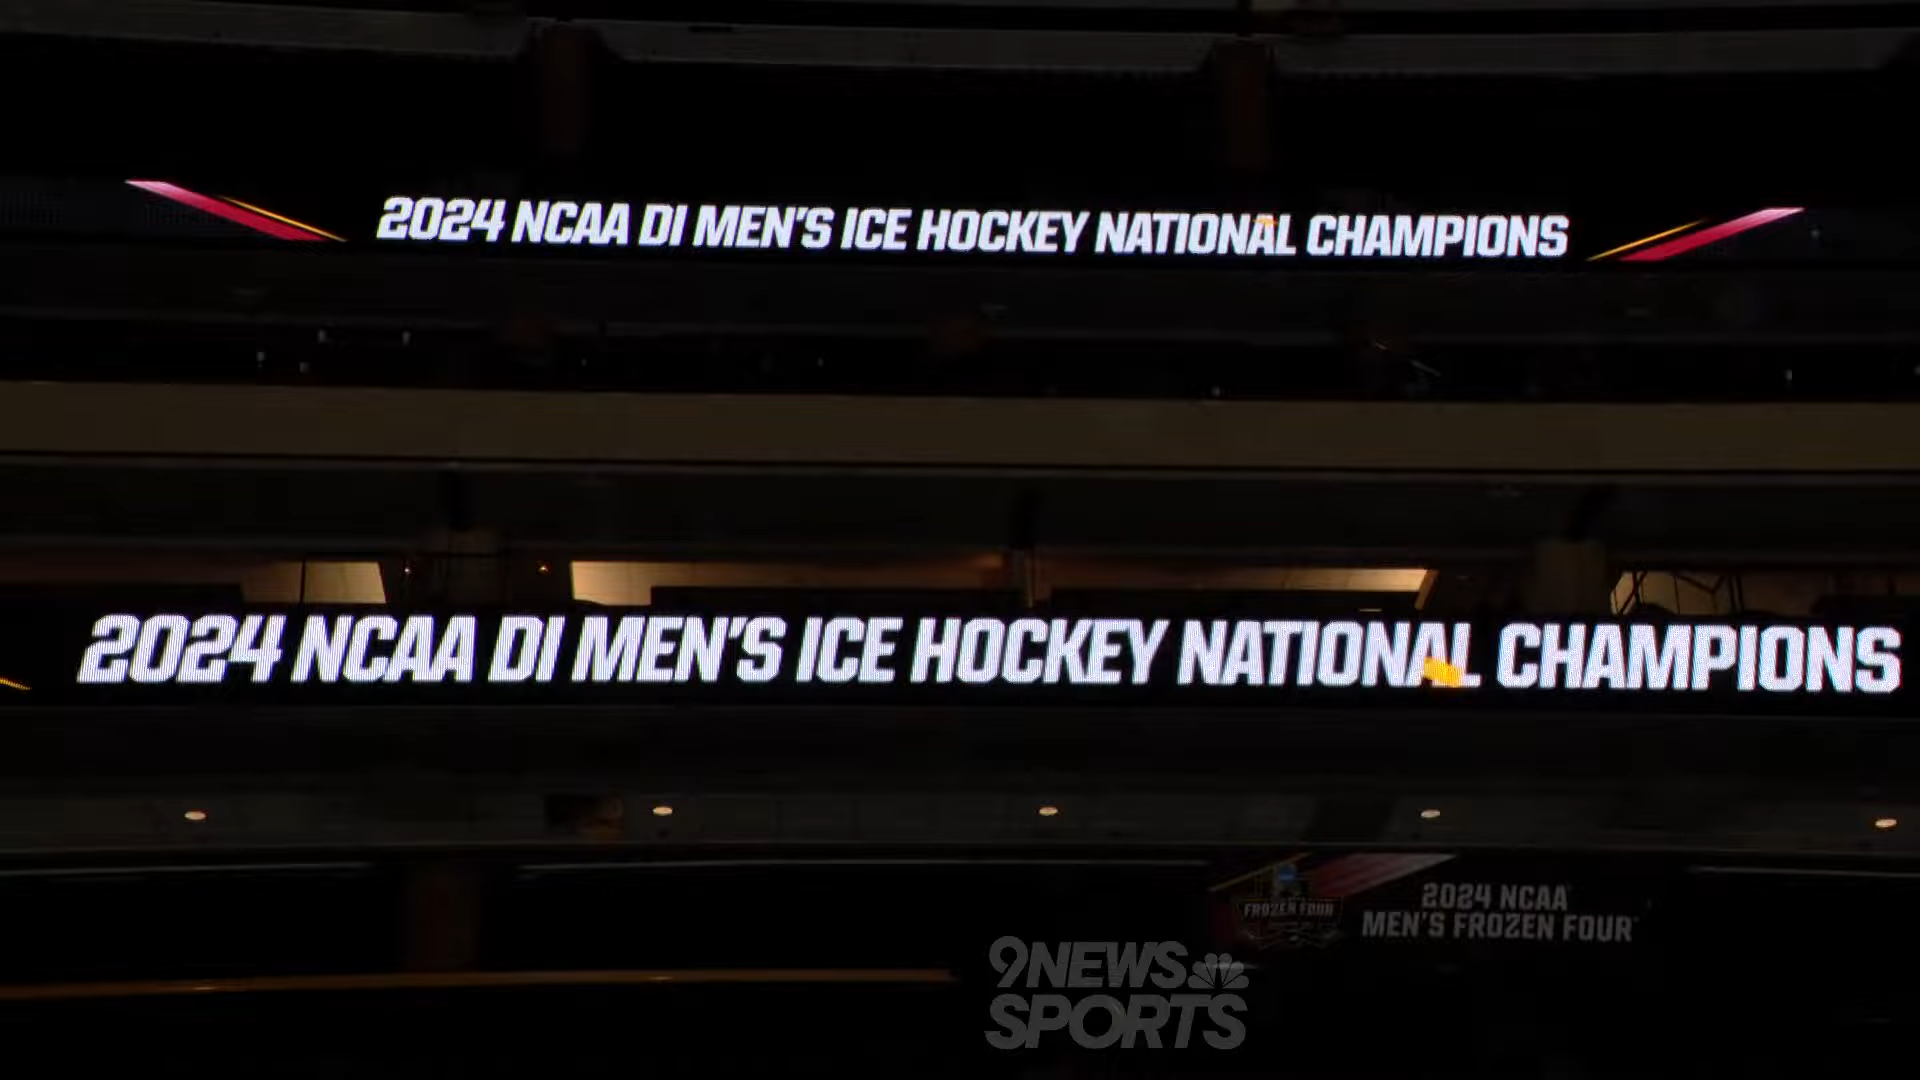 2024 NCAA DI MEN'S ICE HOCKEY NATIONAL CHAMPIONS
2024 NCAA DI MEN'S ICE HOCKEY NATIONAL CHAMPIONS
FROZEN FOUR
2024 NCAA
MEN'S FROZEN FOUR
9NEWS
SPORTS